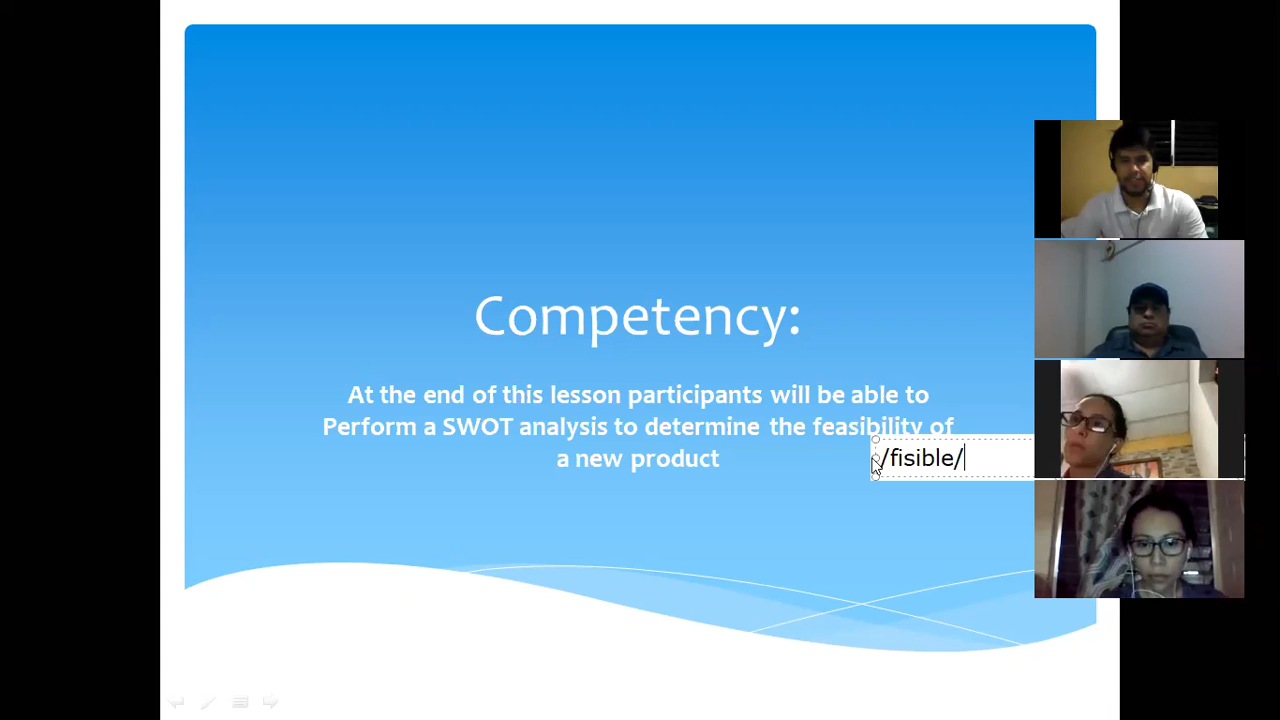 Competency:
At the end of this lesson participants will be able to
Perform a SWOT analysis to determine the feasibility of
a new product
/fisible/